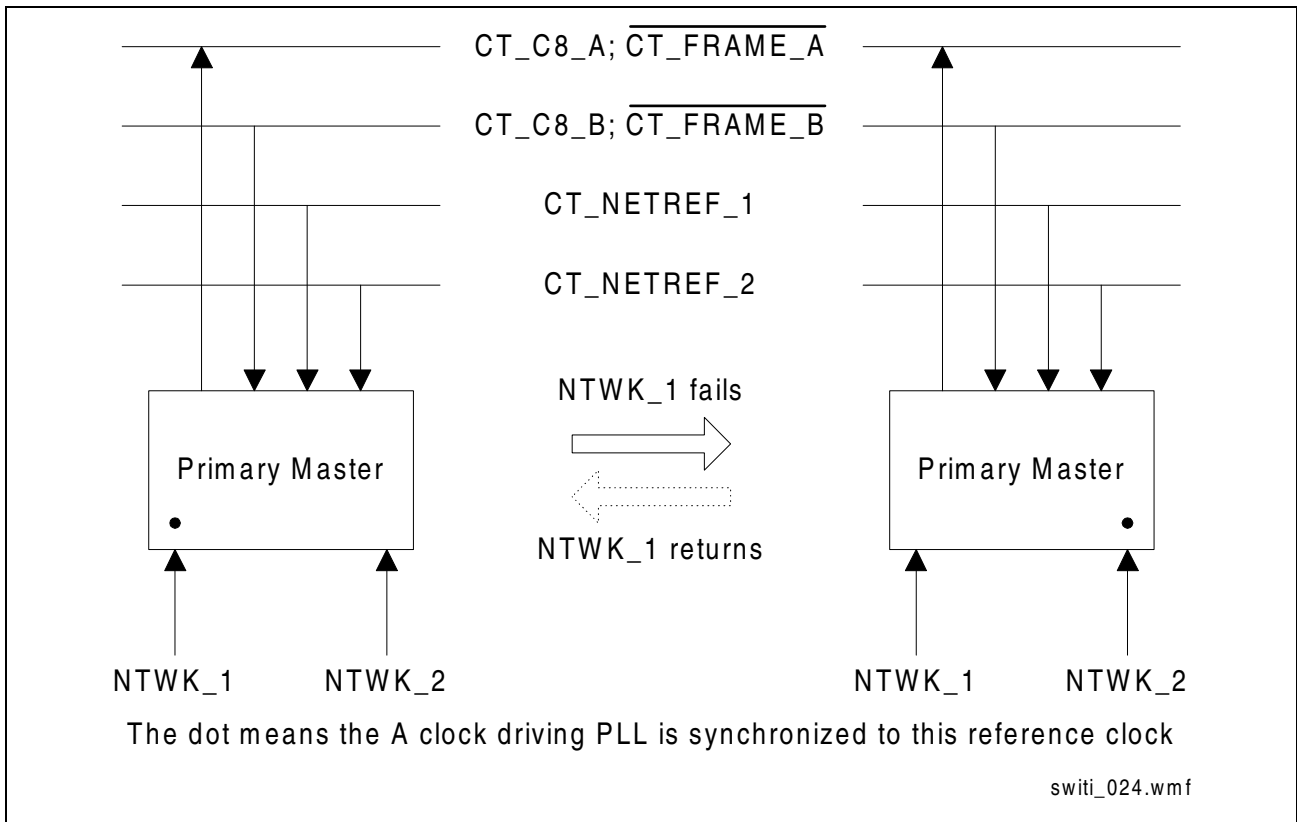 CT_C8_A; CT_FRAME_A
CT_C8_B; CT_FRAME_B
CT_NETREF_1
CT_NETREF_2
NTWK_1 fails
Primary Master
Primary Master
NTWK_1 returns
NTWK_1
NTWK_2
NTWK_1
NTWK_2
The dot means the A clock driving PLL is synchronized to this reference clock
switi_024.wmf